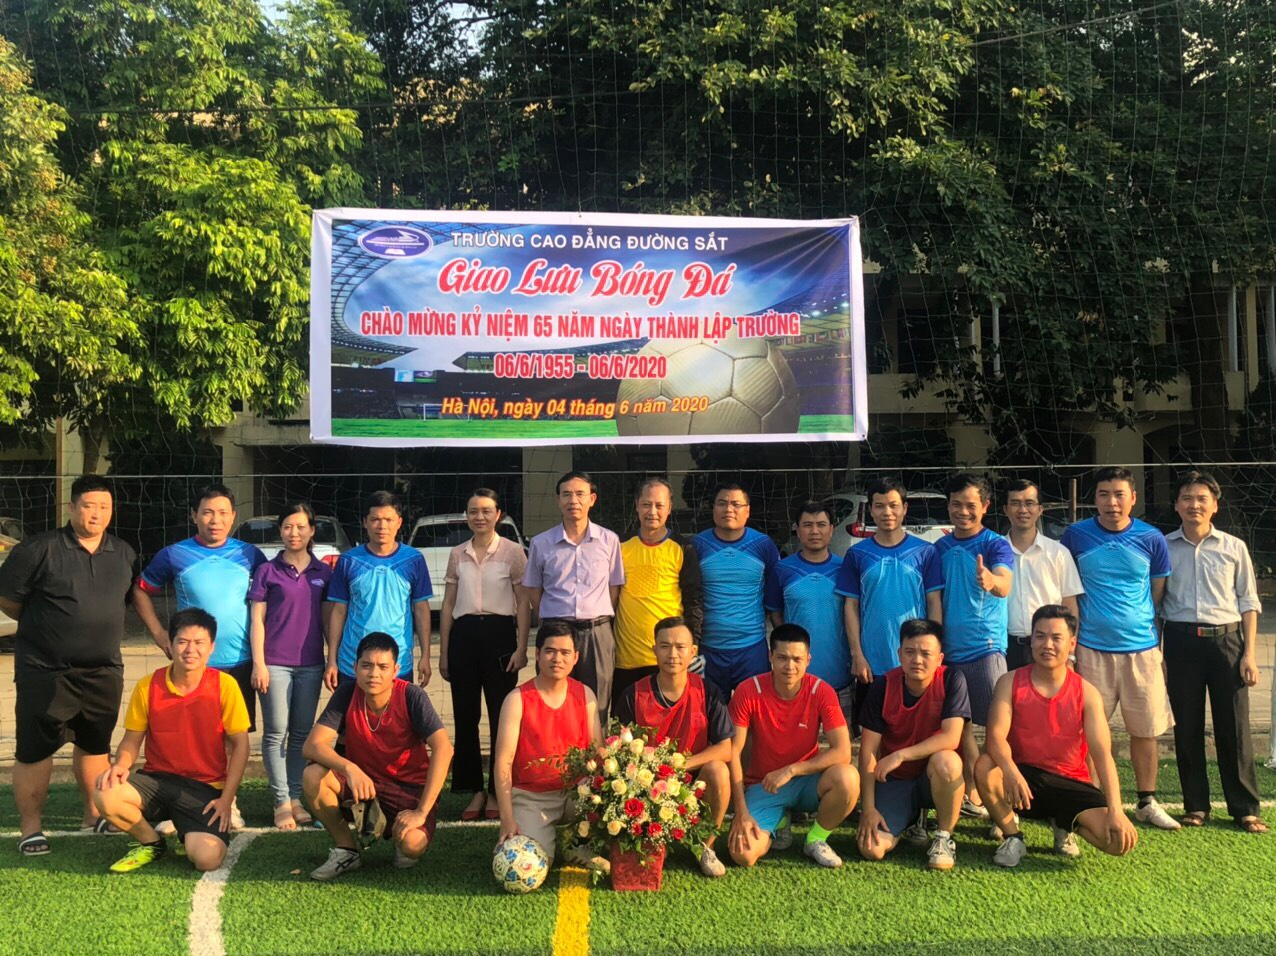 TRƯỜNG CAO ĐẲNG ĐƯỜNG SẮT
Giao Lưu Bóng Đá
CHÀO MỪNG KỶ NIỆM 65 NĂM NGÀY THÀNH LẬP TRƯỜNG
06/6/1955 - 06/6/2020
Hà Nội, ngày 04 tháng 6 năm 2020